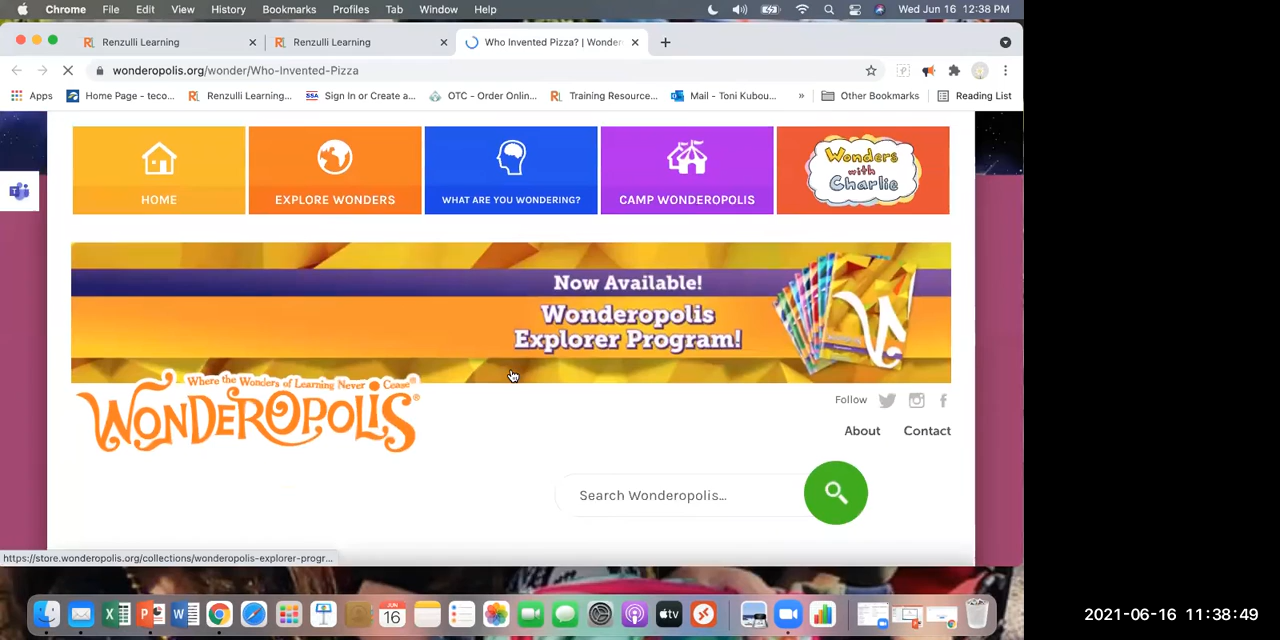 Chrome File Edit View History Bookmarks Profiles Tab Window Help Wed Jun 16 12:38 PM
Renzulli Learning Renzulli Learning Who Invented Pizza? | Wonder
wonderopolis.org/wonder/Who-Invented-Pizza
Apps Home Page - teco... Renzulli Learning... SSA Sign In or Create a... OTC - Order Onlin... Training Resource... Mail - Toni Kubou... » Other Bookmarks Reading List
HOME EXPLORE WONDERS WHAT ARE YOU WONDERING? CAMP WONDEROPOLIS Wonders
with
Charlie
Now Available!
Wonderopolis
Explorer Program!
Where the Wonders of Learning Never Cease®
WONDEROPOLIS®
Follow
About Contact
Search Wonderopolis...
https://store.wonderopolis.org/collections/wonderopolis-explorer-progr...
JUN
16
tv
2021-06-16 11:38:49